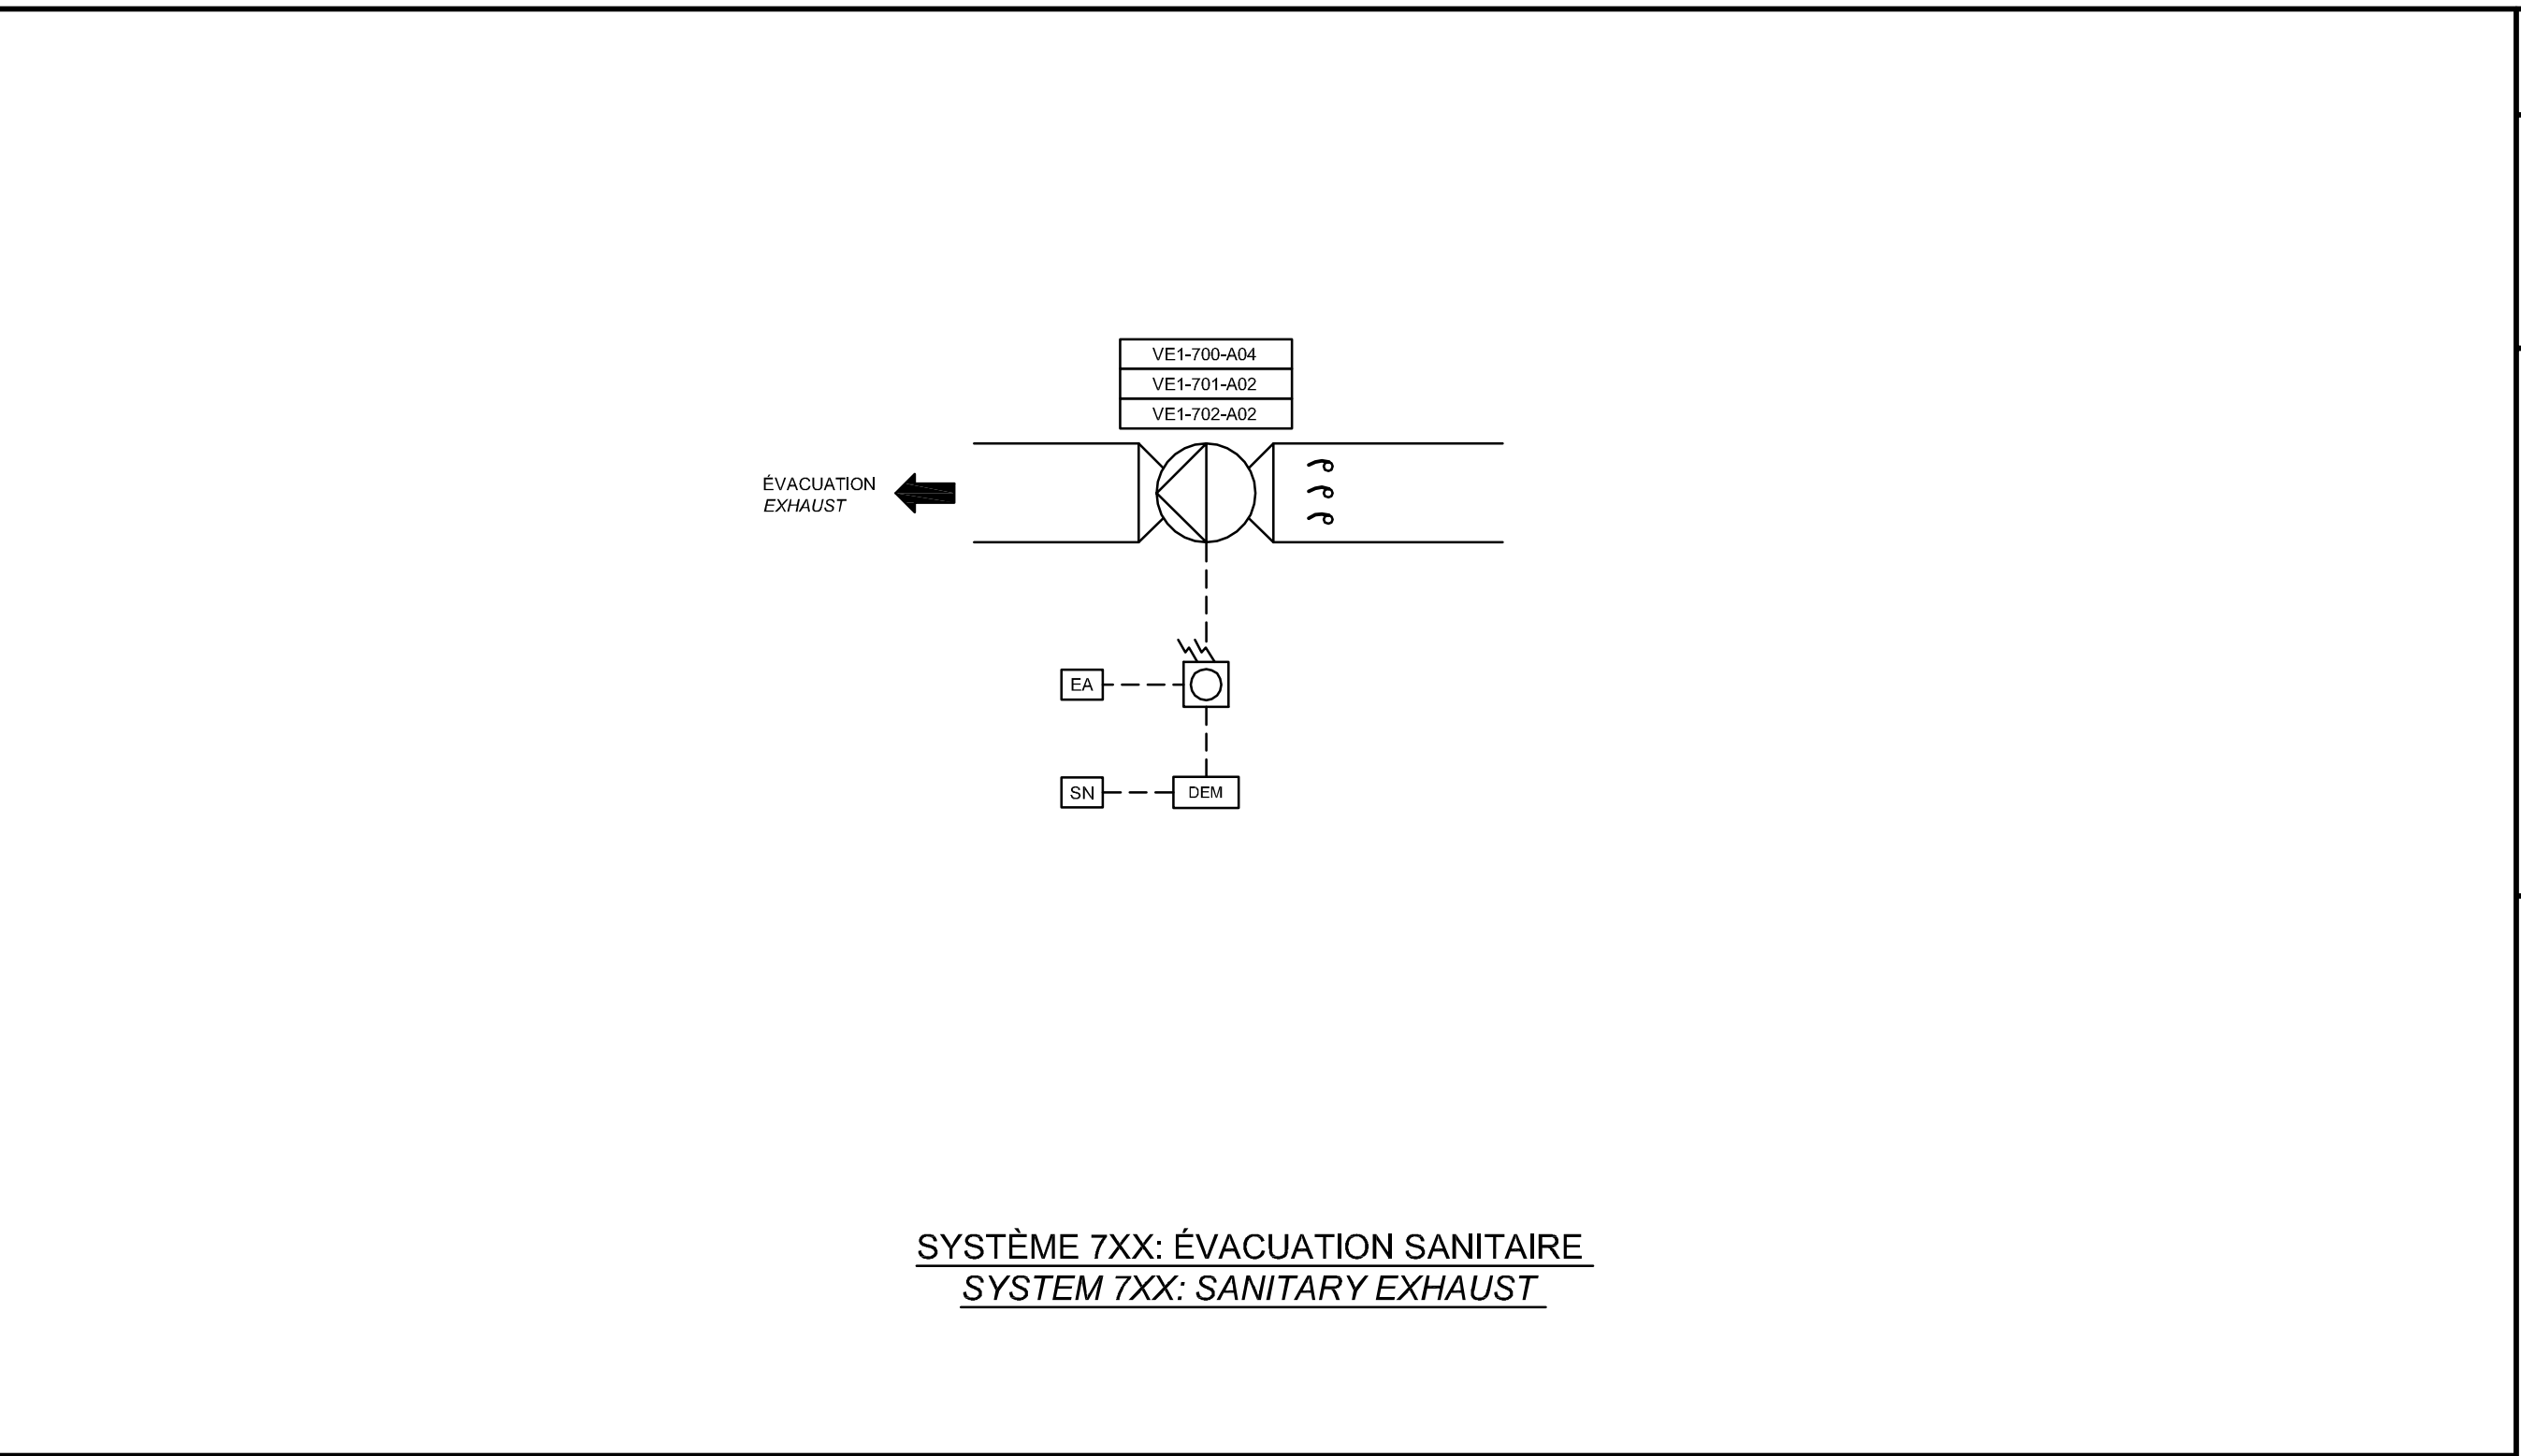 VE1-700-A04
VE1-701-A02
VE1-702-A02
ÉVACUATION
EXHAUST
EA
SN
DEM
SYSTÈME 7XX: ÉVACUATION SANITAIRE
SYSTEM 7XX: SANITARY EXHAUST